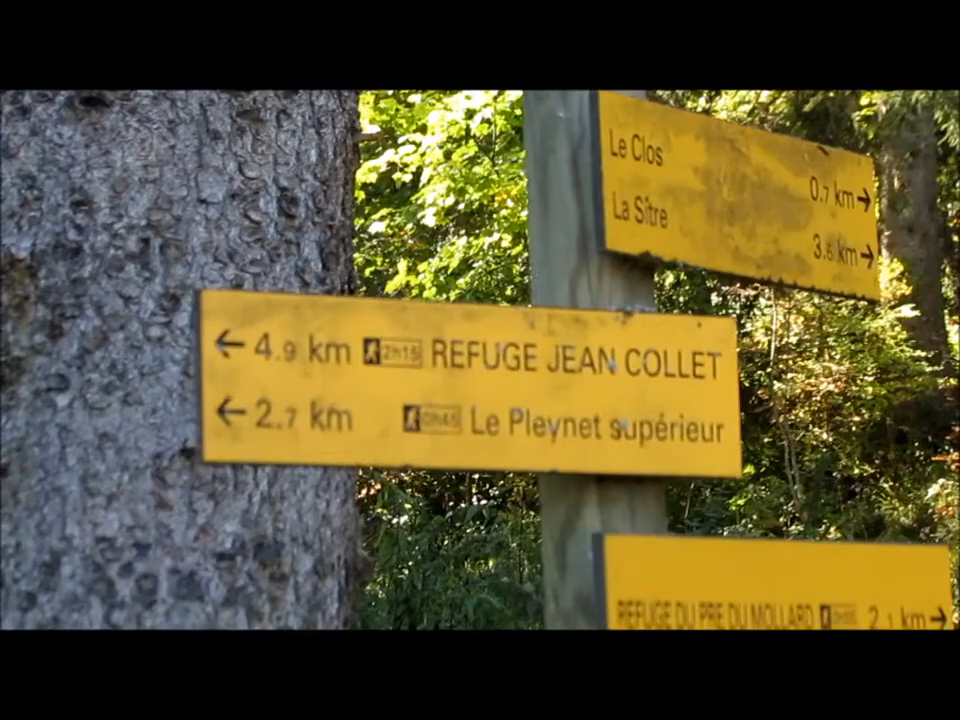 Le Clos 0.7 km →
La Sître 3.6 km →
← 4.9 km 2h15 REFUGE JEAN COLLET
← 2.7 km 0h45 Le Pleynet supérieur
REFUGE DU PRE DU MOLLARD 2.1 km →